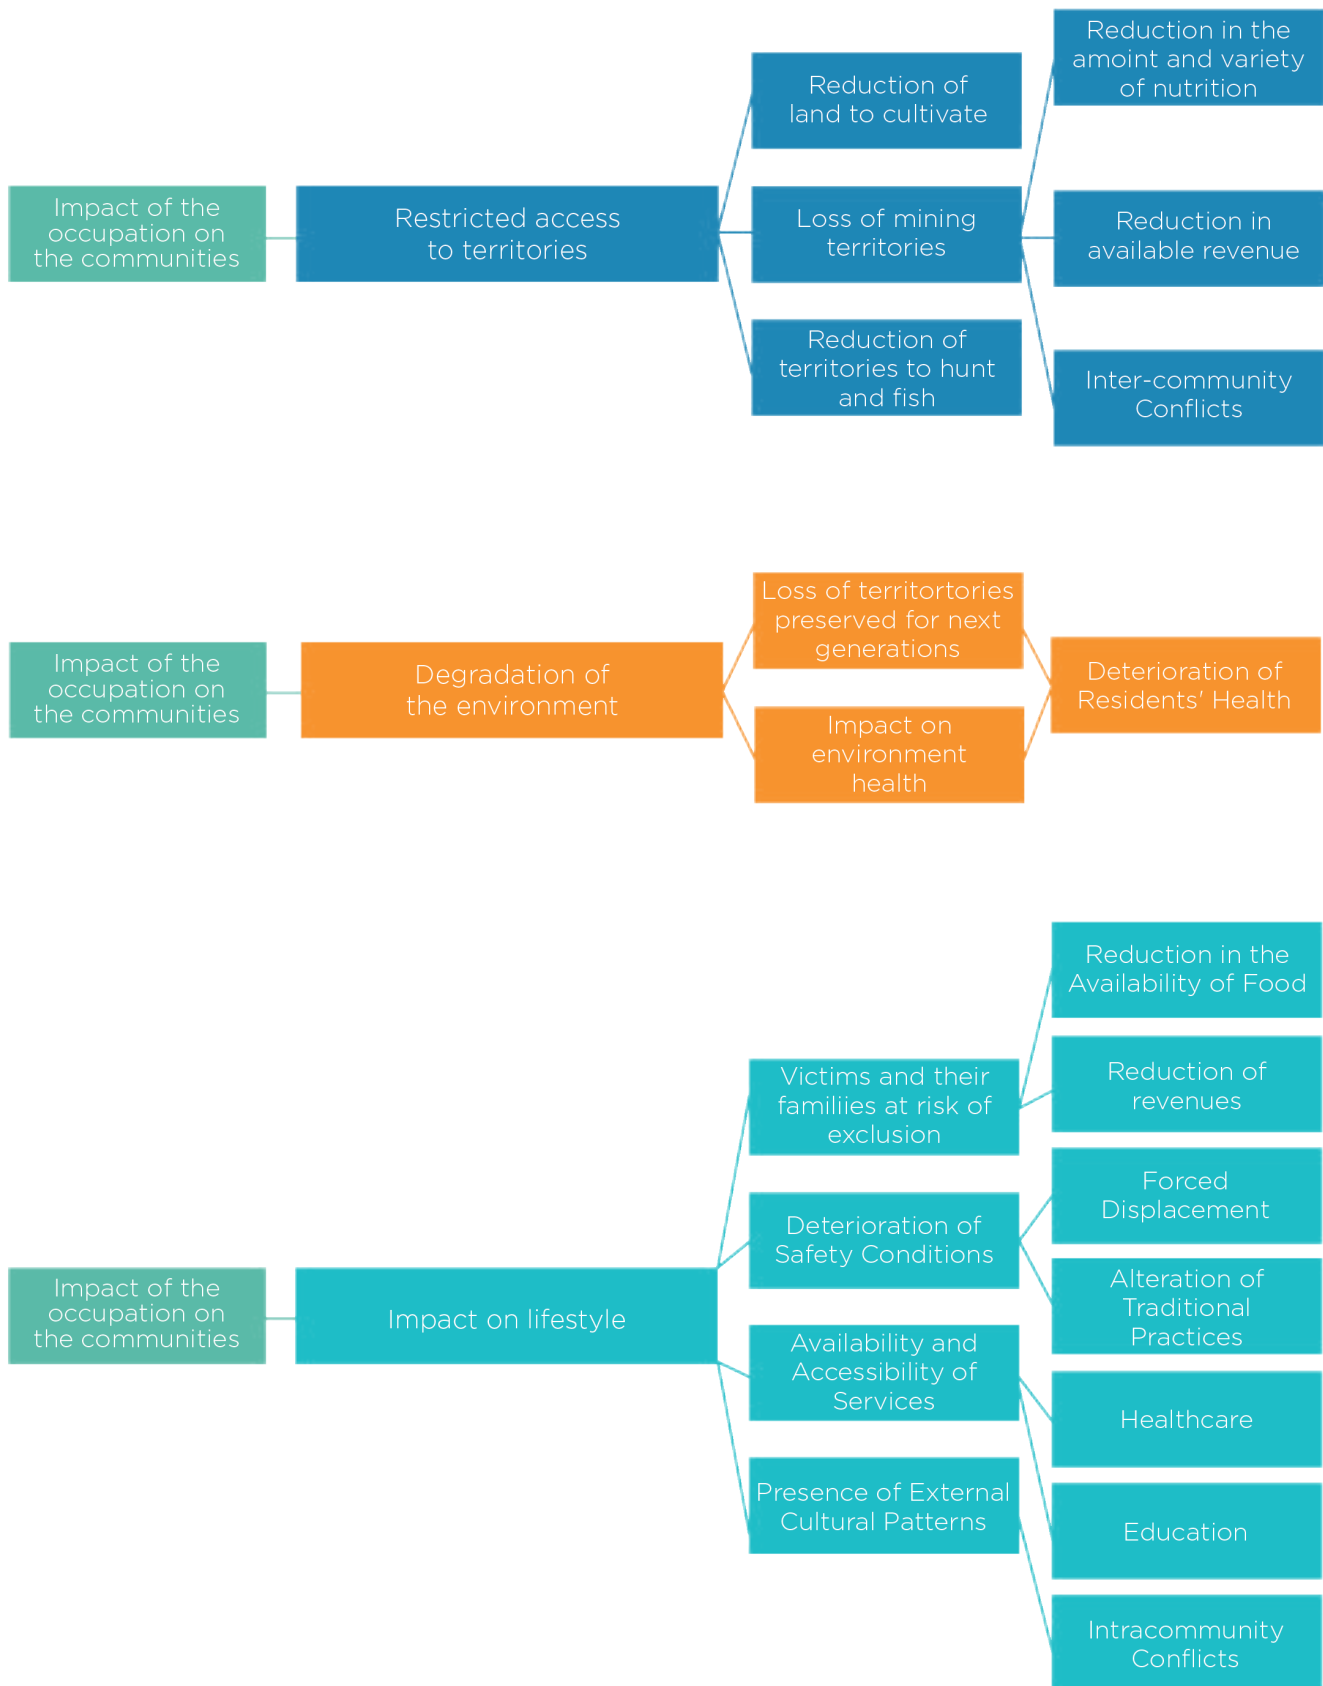 Impact of the
occupation on
the communities
Restricted access
to territories
Reduction of
land to cultivate
Loss of mining
territories
Reduction of
territories to hunt
and fish
Reduction in the
amoint and variety
of nutrition
Reduction in
available revenue
Inter-community
Conflicts
Impact of the
occupation on
the communities
Degradation of
the environment
Loss of territortories
preserved for next
generations
Impact on
environment
health
Deterioration of
Residents' Health
Impact of the
occupation on
the communities
Impact on lifestyle
Victims and their
familiies at risk of
exclusion
Deterioration of
Safety Conditions
Availability and
Accessibility of
Services
Presence of External
Cultural Patterns
Reduction in the
Availability of Food
Reduction of
revenues
Forced
Displacement
Alteration of
Traditional
Practices
Healthcare
Education
Intracommunity
Conflicts